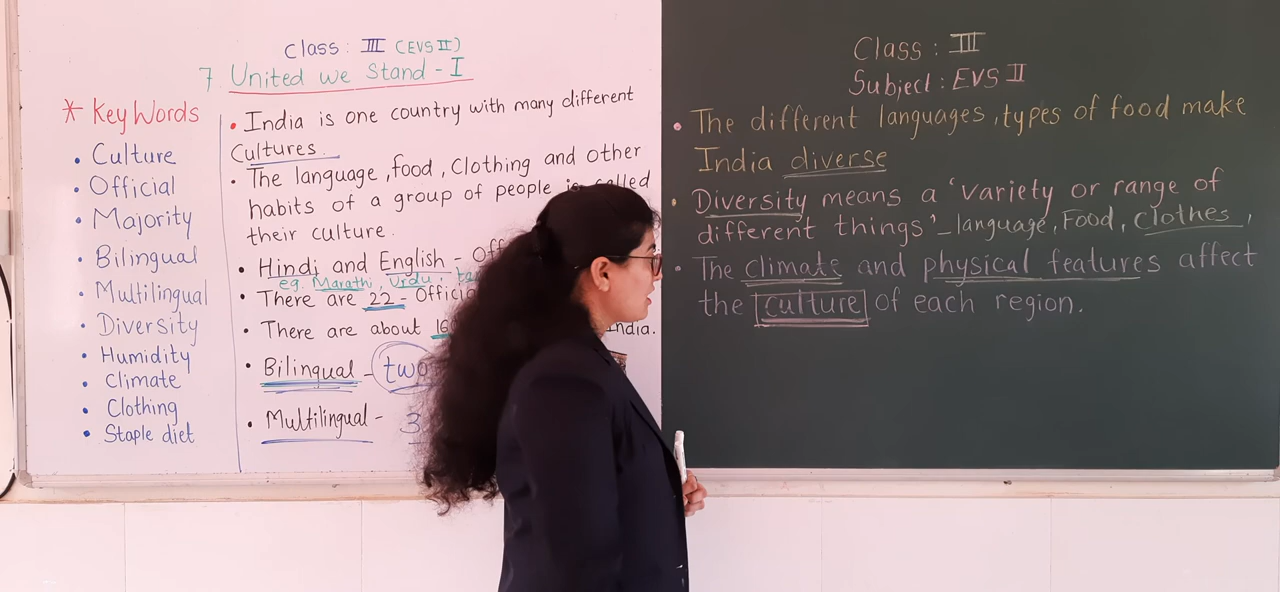 Class : III (EVS II)
7 United we Stand - I
* Key Words
• Culture
• Official
• Majority
• Bilingual
• Multilingual
• Diversity
• Humidity
• Climate
• Clothing
• Staple diet
• India is one country with many different
Cultures.
• The language, food, Clothing and other
habits of a group of people is called
their culture.
• Hindi and English -
eg. Marathi, Urdu,
• There are 22 -
• There are about India.
• Bilingual - two
• Multilingual - 3
Class : III
Subject : EVS II
• The different languages, types of food make
India diverse
• Diversity means a 'variety or range of
different things' - language, Food, clothes,
• The climate and physical features affect
the culture of each region.